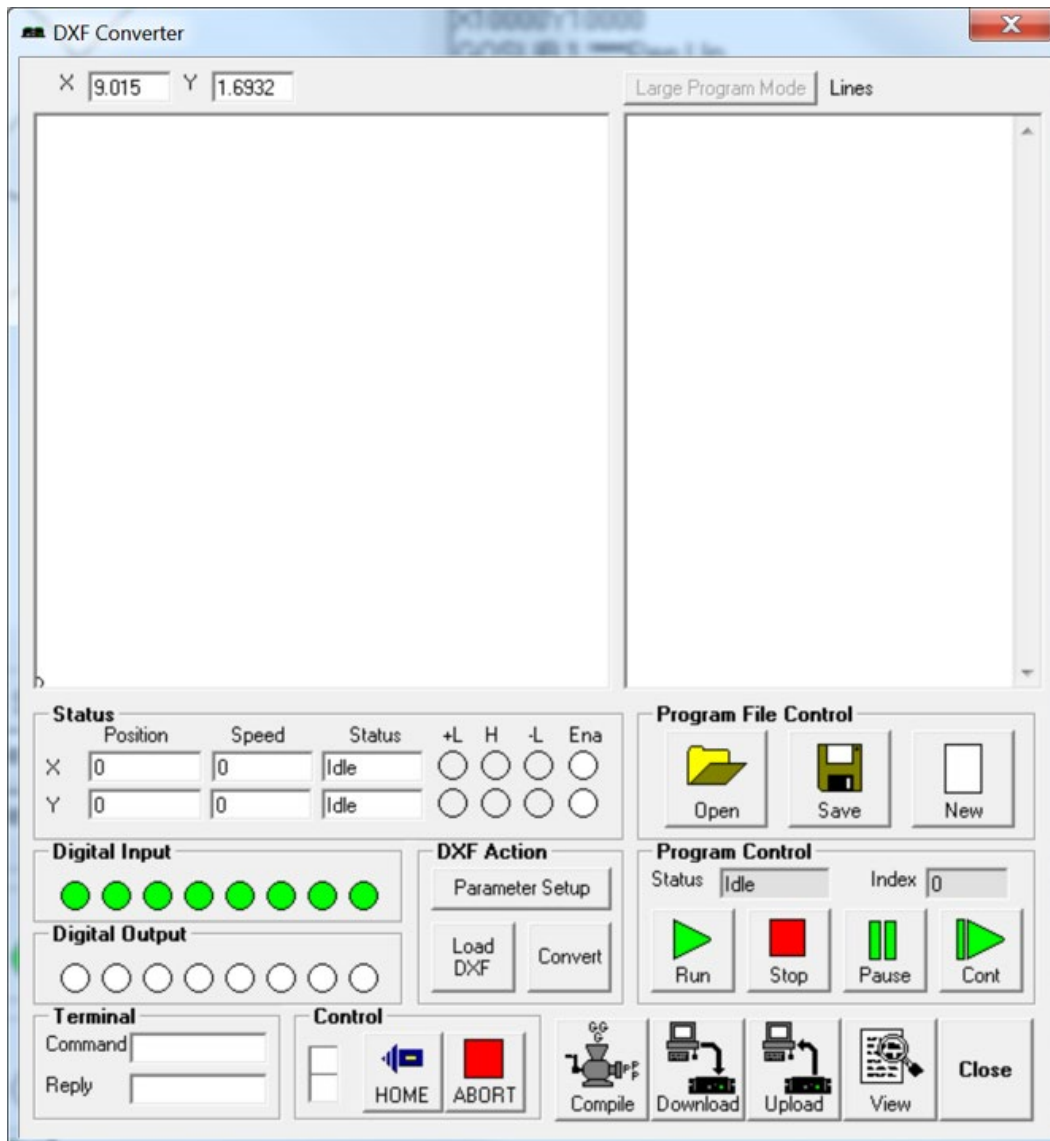 DXF Converter
X10000Y10000
X
X 9.015 Y 1.6932
Large Program Mode Lines
Status
Position Speed Status +L H -L Ena
X 0 0 Idle
Y 0 0 Idle
Program File Control
Open Save New
Digital Input
Digital Output
DXF Action
Parameter Setup
Load
DXF
Convert
Program Control
Status Idle Index 0
Run Stop Pause Cont
Terminal
Command
Reply
Control
HOME ABORT
GG
G
PP
P
Compile Download Upload View Close